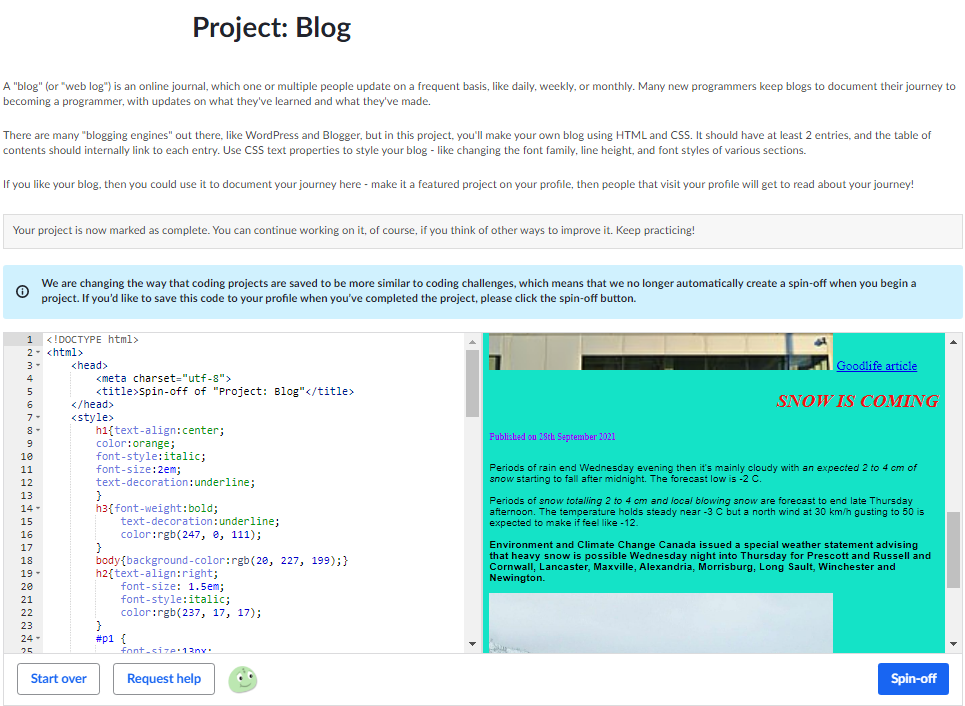 Project: Blog
A "blog" (or "web log") is an online journal, which one or multiple people update on a frequent basis, like daily, weekly, or monthly. Many new programmers keep blogs to document their journey to
becoming a programmer, with updates on what they've learned and what they've made.
There are many "blogging engines" out there, like WordPress and Blogger, but in this project, you'll make your own blog using HTML and CSS. It should have at least 2 entries, and the table of
contents should internally link to each entry. Use CSS text properties to style your blog - like changing the font family, line height, and font styles of various sections.
If you like your blog, then you could use it to document your journey here - make it a featured project on your profile, then people that visit your profile will get to read about your journey!
Your project is now marked as complete. You can continue working on it, of course, if you think of other ways to improve it. Keep practicing!
We are changing the way that coding projects are saved to be more similar to coding challenges, which means that we no longer automatically create a spin-off when you begin a
project. If you'd like to save this code to your profile when you've completed the project, please click the spin-off button.
1 <!DOCTYPE html>
2 <html>
3 <head>
4 <meta charset="utf-8">
5 <title>Spin-off of "Project: Blog"</title>
6 </head>
7 <style>
8 h1{text-align:center;
9 color:orange;
10 font-style:italic;
11 font-size:2em;
12 text-decoration:underline;
13 }
14 h3{font-weight:bold;
15 text-decoration:underline;
16 color:rgb(247, 0, 111);
17 }
18 body{background-color:rgb(20, 227, 199);}
19 h2{text-align:right;
20 font-size: 1.5em;
21 font-style:italic;
22 color:rgb(237, 17, 17);
23 }
24 #p1 {
25 font-size:13px;
Goodlife article
SNOW IS COMING
Published on 28th September 2021
Periods of rain end Wednesday evening then it's mainly cloudy with an expected 2 to 4 cm of
snow starting to fall after midnight. The forecast low is -2 C.
Periods of snow totalling 2 to 4 cm and local blowing snow are forecast to end late Thursday
afternoon. The temperature holds steady near -3 C but a north wind at 30 km/h gusting to 50 is
expected to make if feel like -12.
Environment and Climate Change Canada issued a special weather statement advising
that heavy snow is possible Wednesday night into Thursday for Prescott and Russell and
Cornwall, Lancaster, Maxville, Alexandria, Morrisburg, Long Sault, Winchester and
Newington.
Start over
Request help
Spin-off